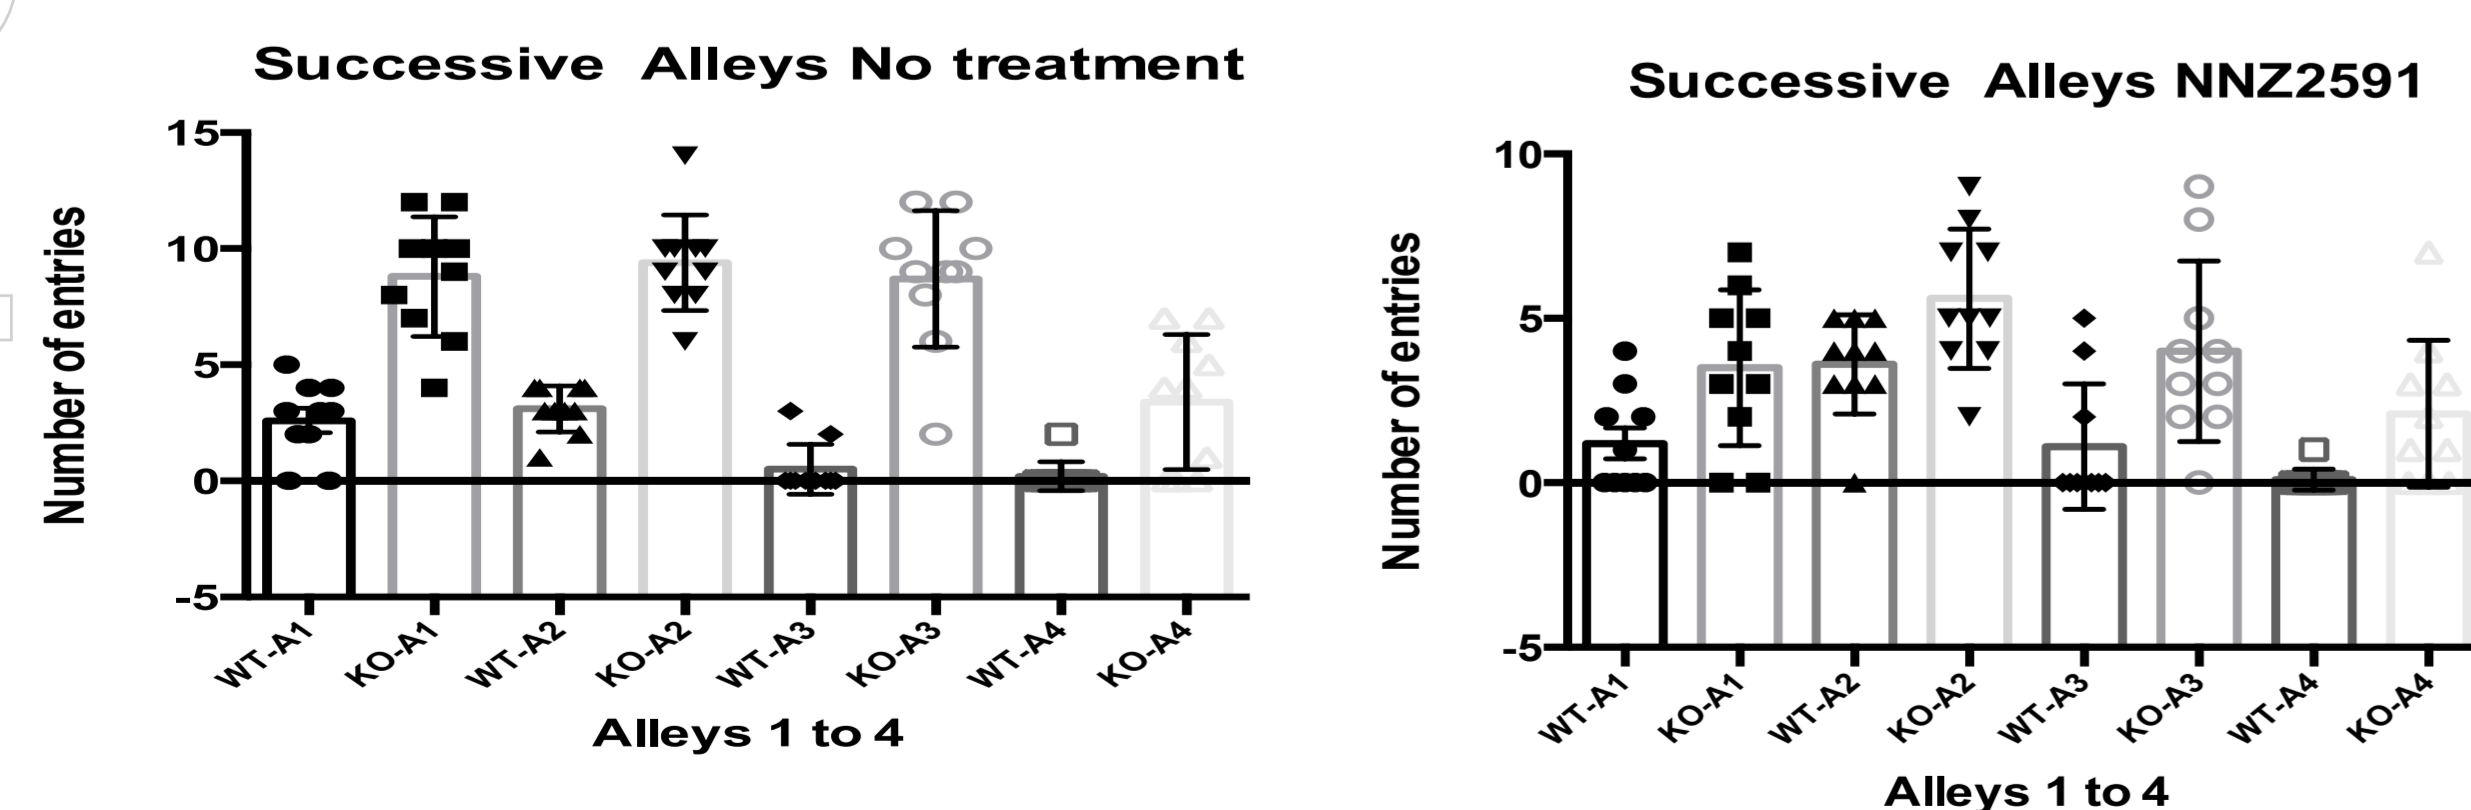 Successive Alleys No treatment
Number of entries
15
10
5
0
-5
WT-A1
KO-A1
WT-A2
KO-A2
WT-A3
KO-A3
WT-A4
KO-A4
Alleys 1 to 4
Successive Alleys NNZ2591
Number of entries
10
5
0
-5
WT-A1
KO-A1
WT-A2
KO-A2
WT-A3
KO-A3
WT-A4
KO-A4
Alleys 1 to 4